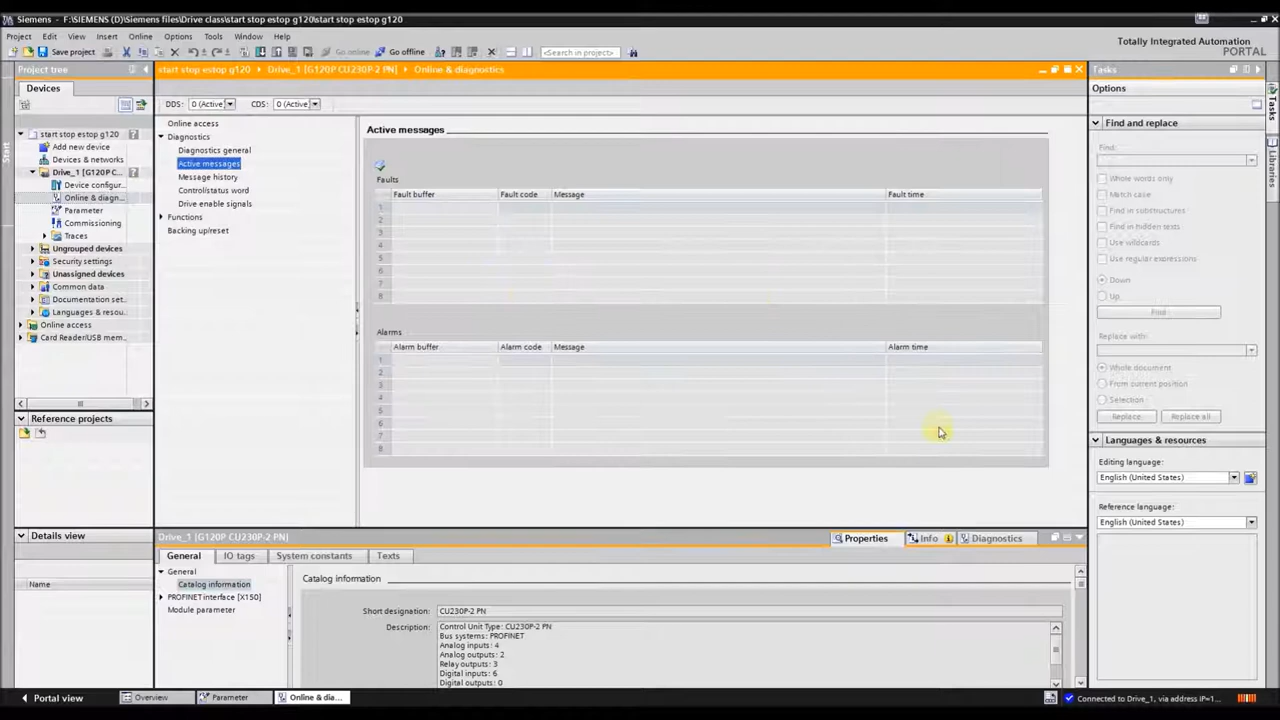 Siemens - F:\SIEMENS (D)\Siemens files\Drive class\start stop estop g120\start stop estop g120
Project Edit View Insert Online Options Tools Window Help
Totally Integrated Automation
PORTAL
Save project Go online Go offline <Search in project>
Project tree
start stop estop g120 ▸ Drive_1 [G120P CU230P-2 PN] ▸ Online & diagnostics
Tasks
Devices
Options
DDS: 0 (Active) CDS: 0 (Active)
start stop estop g120
Add new device
Devices & networks
Drive_1 [G120P C...
Device configur...
Online & diagn...
Parameter
Commissioning
Traces
Ungrouped devices
Security settings
Unassigned devices
Common data
Documentation set...
Languages & resou...
Online access
Card Reader/USB mem...
Reference projects
Details view
Name
Online access
Diagnostics
Diagnostics general
Active messages
Message history
Control/status word
Drive enable signals
Functions
Backing up/reset
Active messages
Faults
Fault buffer Fault code Message Fault time
1
2
3
4
5
6
7
8
Alarms
Alarm buffer Alarm code Message Alarm time
1
2
3
4
5
6
7
8
Drive_1 [G120P CU230P-2 PN]
Properties Info Diagnostics
General IO tags System constants Texts
General
Catalog information
PROFINET interface [X150]
Module parameter
Catalog information
Short designation: CU230P-2 PN
Description: Control Unit Type: CU230P-2 PN
Bus systems: PROFINET
Analog inputs: 4
Analog outputs: 2
Relay outputs: 3
Digital inputs: 6
Digital outputs: 0
Find and replace
Find:
Whole words only
Match case
Find in substructures
Find in hidden texts
Use wildcards
Use regular expressions
Down
Up
Find
Replace with:
Whole document
From current position
Selection
Replace Replace all
Languages & resources
Editing language:
English (United States)
Reference language:
English (United States)
Tasks
Libraries
Start
Portal view Overview Parameter Online & dia... Connected to Drive_1, via address IP=1...